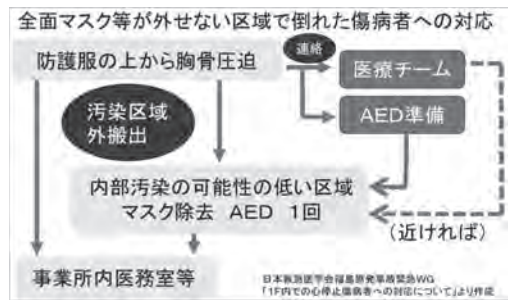 全面マスク等が外せない区域で倒れた傷病者への対応
防護服の上から胸骨圧迫
連絡
医療チーム
汚染区域
外搬出
AED準備
内部汚染の可能性の低い区域
マスク除去 AED 1回
(近ければ)
事業所内医務室等
日本救急医学会福島原発事故緊急WG
「1F内での心停止傷病者への対応について」より作成